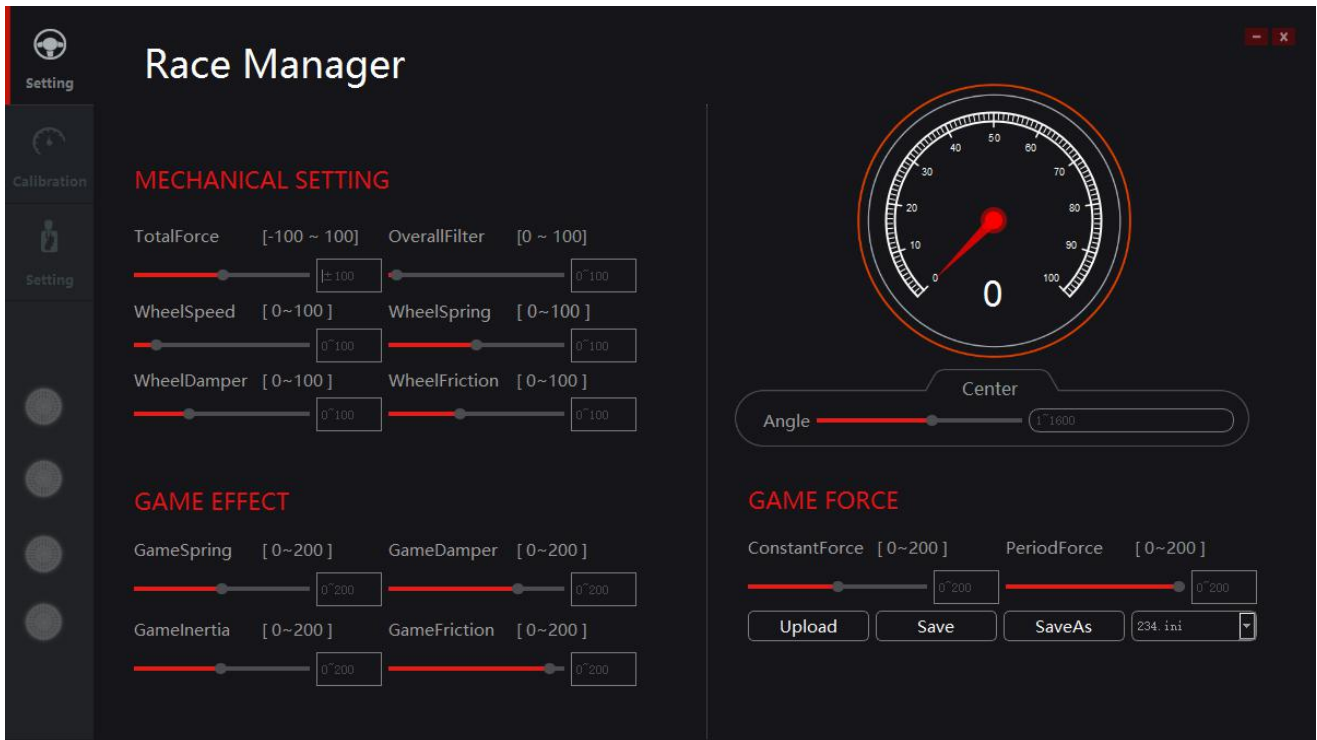 Setting
Calibration
Setting
Race Manager
- x
MECHANICAL SETTING
TotalForce [-100 ~ 100] OverallFilter [0 ~ 100]
±100 0~100
WheelSpeed [ 0~100 ] WheelSpring [ 0~100 ]
0~100 0~100
WheelDamper [ 0~100 ] WheelFriction [ 0~100 ]
0~100 0~100
GAME EFFECT
GameSpring [ 0~200 ] GameDamper [ 0~200 ]
0~200 0~200
GameInertia [ 0~200 ] GameFriction [ 0~200 ]
0~200 0~200
0 10 20 30 40 50 60 70 80 90 100
0
Center
Angle 1~1600
GAME FORCE
ConstantForce [ 0~200 ] PeriodForce [ 0~200 ]
0~200 0~200
Upload Save SaveAs 234.ini